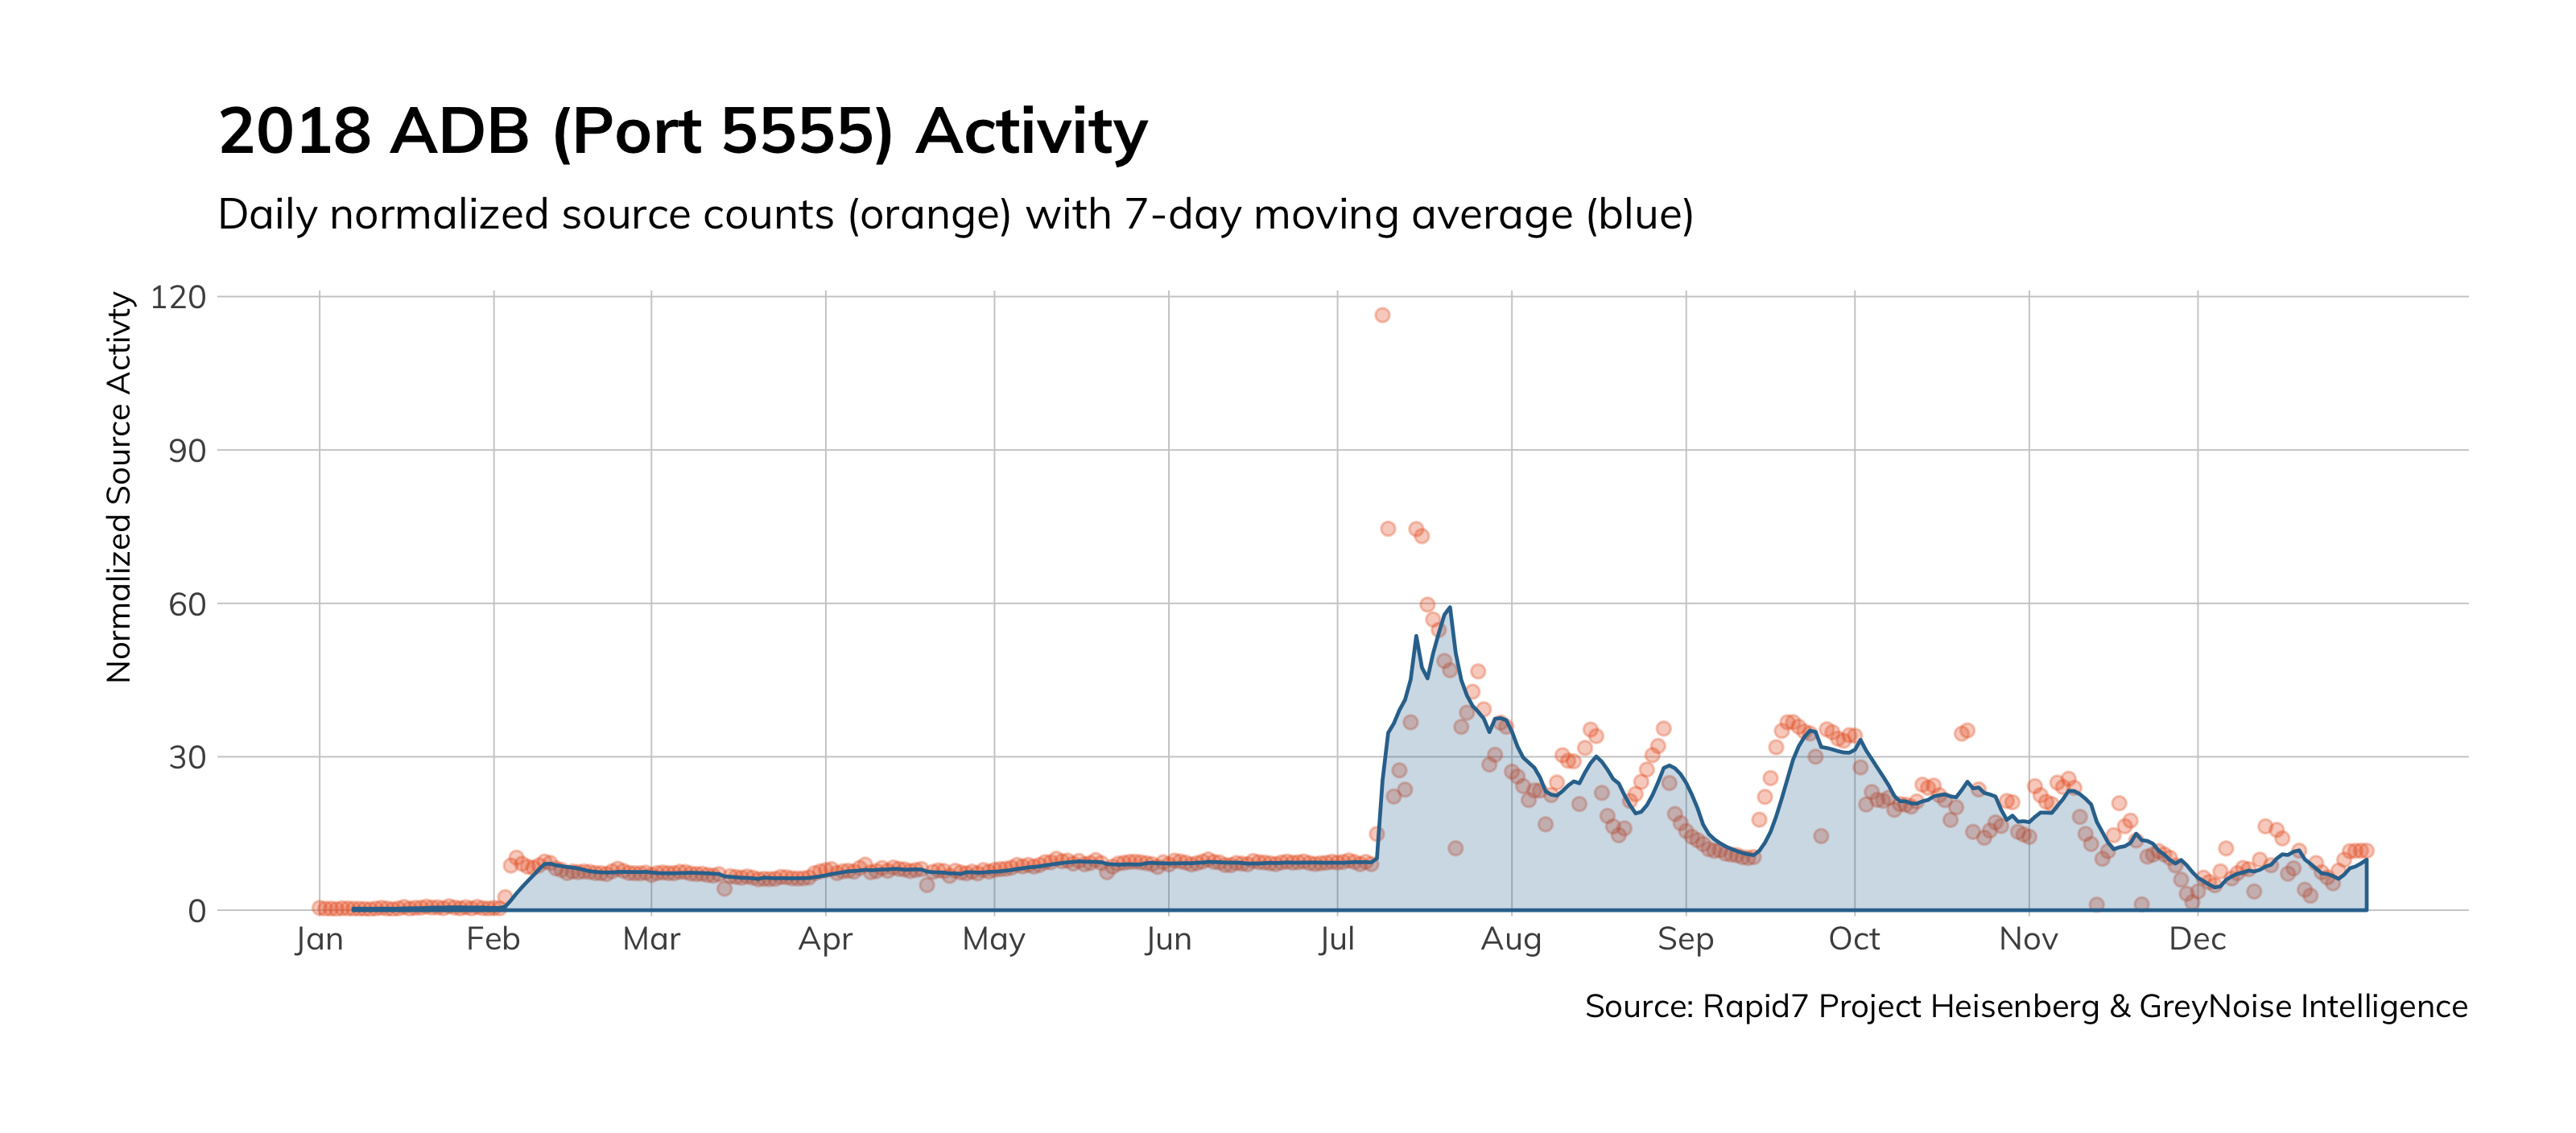 2018 ADB (Port 5555) Activity
Daily normalized source counts (orange) with 7-day moving average (blue)
Normalized Source Activty
120
90
60
30
0
Jan Feb Mar Apr May Jun Jul Aug Sep Oct Nov Dec
Source: Rapid7 Project Heisenberg & GreyNoise Intelligence